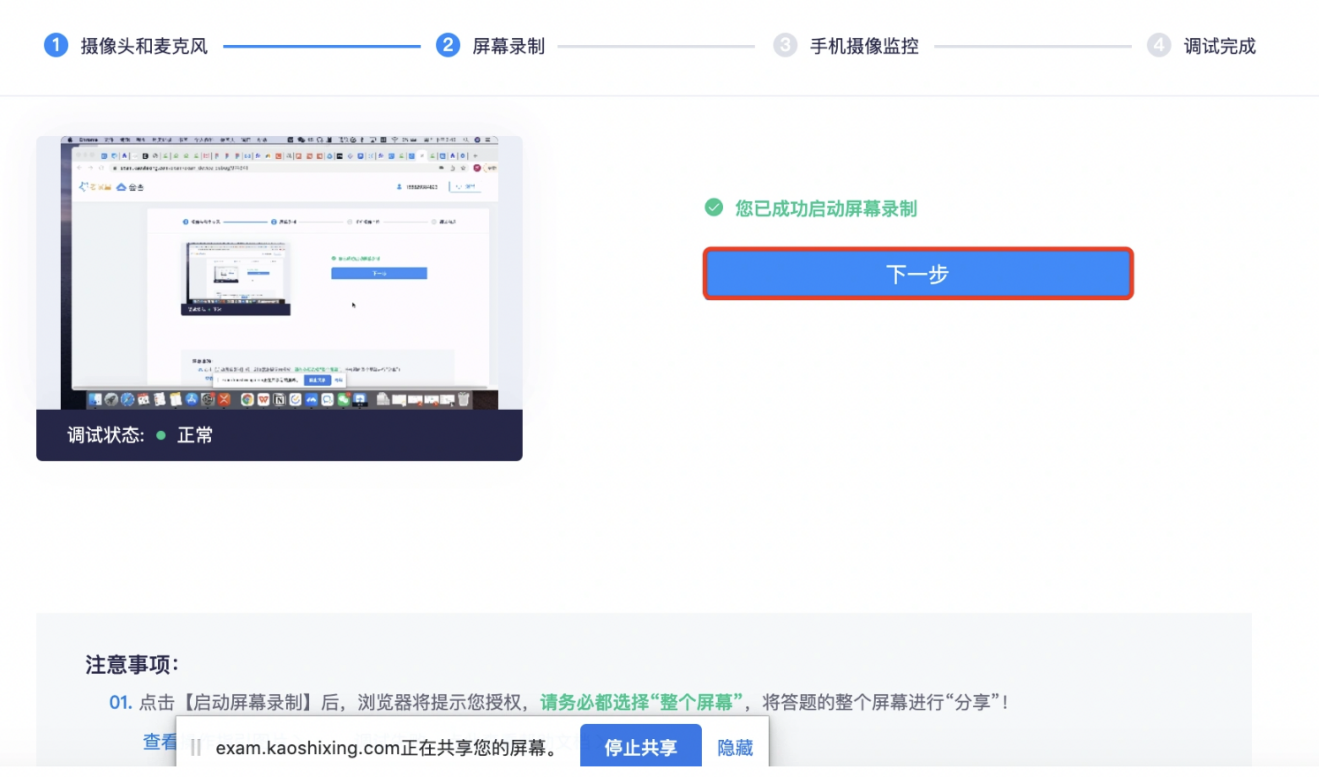 1 摄像头和麦克风 2 屏幕录制 3 手机摄像监控 4 调试完成
您已成功启动屏幕录制
下一步
调试状态: 正常
注意事项:
01. 点击【启动屏幕录制】后，浏览器将提示您授权，请务必都选择“整个屏幕”，将答题的整个屏幕进行“分享”！
查看
exam.kaoshixing.com正在共享您的屏幕。 停止共享 隐藏